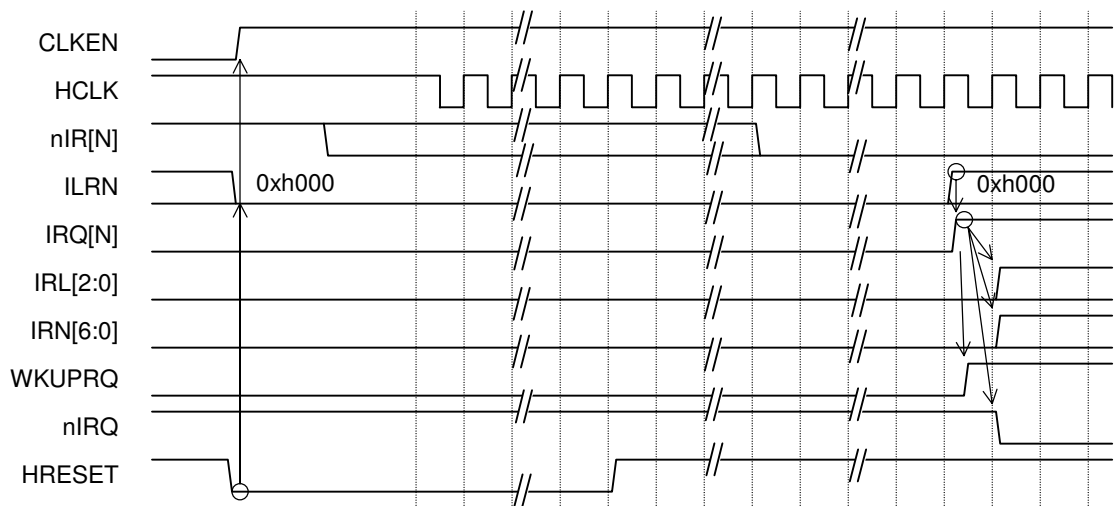 CLKEN
HCLK
nIR[N]
ILRN
0xh000
0xh000
IRQ[N]
IRL[2:0]
IRN[6:0]
WKUPRQ
nIRQ
HRESET